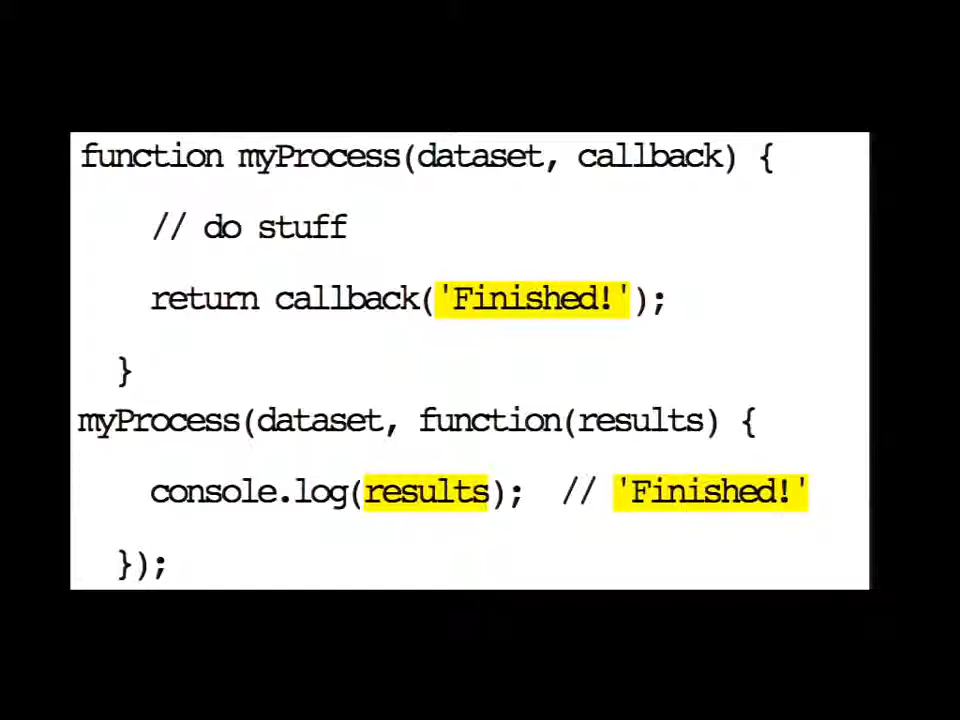 function myProcess(dataset, callback) {
// do stuff
return callback('Finished!');
}
myProcess(dataset, function(results) {
console.log(results); // 'Finished!'
});